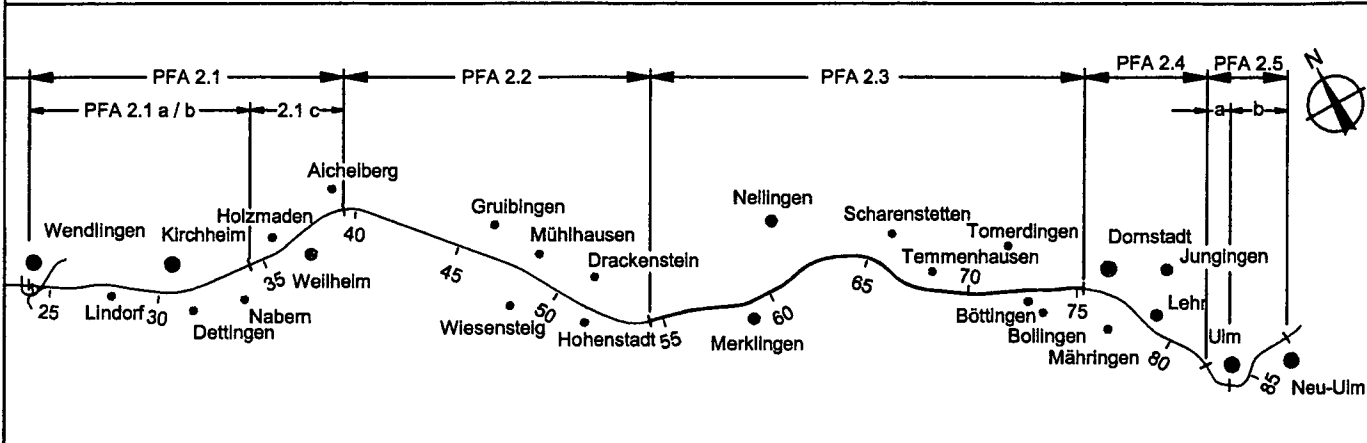 N
PFA 2.1
PFA 2.2
PFA 2.3
PFA 2.4
PFA 2.5
PFA 2.1 a / b
2.1 c
a
b
Aichelberg
Wendlingen
Kirchheim
Holzmaden
Weilheim
Gruibingen
Mühlhausen
Drackenstein
Nellingen
Scharenstetten
Temmenhausen
Tomerdingen
Dornstadt
Jungingen
Lindorf
Dettingen
Nabern
Wiesensteig
Hohenstadt
Merklingen
Böttingen
Bollingen
Mähringen
Lehr
Ulm
Neu-Ulm
25
30
35
40
45
50
55
60
65
70
75
80
85